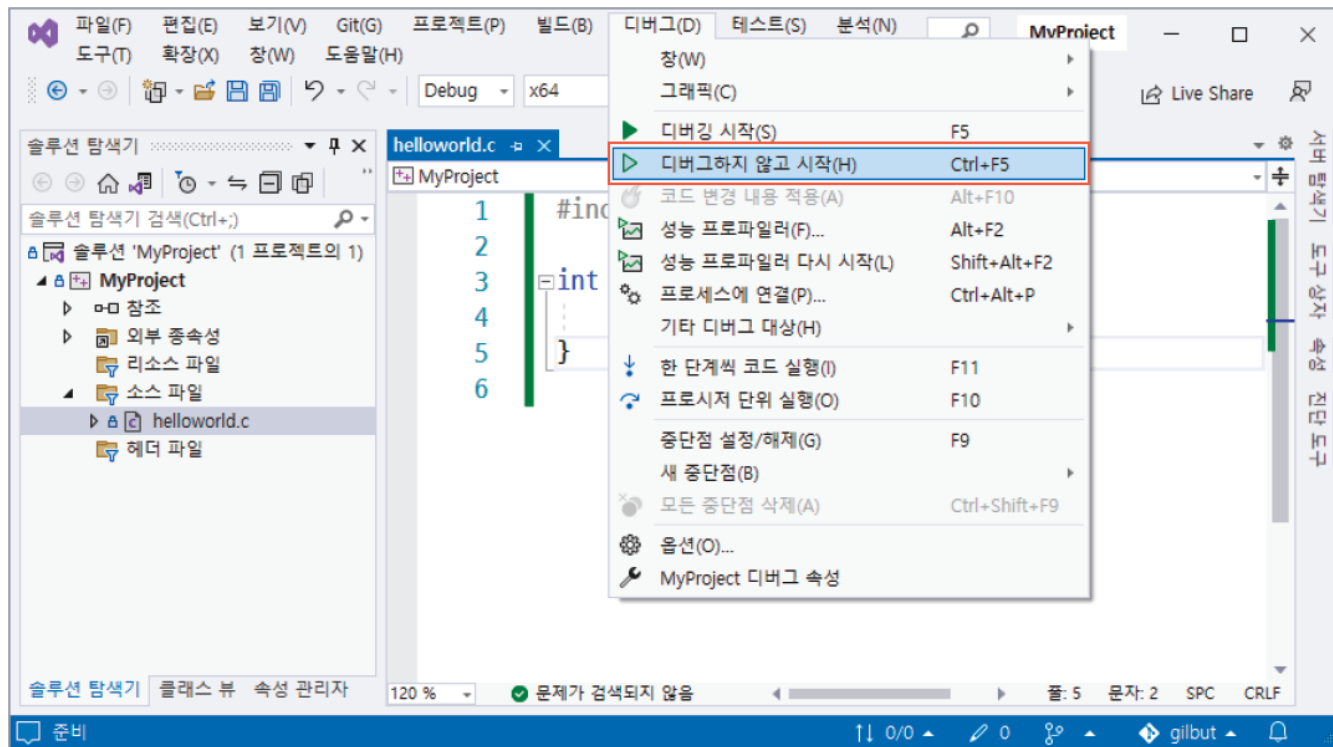 파일(F) 편집(E) 보기(V) Git(G) 프로젝트(P) 빌드(B) 디버그(D) 테스트(S) 분석(N) MyProject
도구(T) 확장(X) 창(W) 도움말(H)
Debug x64 Live Share
창(W)
그래픽(C)
디버깅 시작(S) F5
디버그하지 않고 시작(H) Ctrl+F5
코드 변경 내용 적용(A) Alt+F10
성능 프로파일러(F)... Alt+F2
성능 프로파일러 다시 시작(L) Shift+Alt+F2
프로세스에 연결(P)... Ctrl+Alt+P
기타 디버그 대상(H)
한 단계씩 코드 실행(I) F11
프로시저 단위 실행(O) F10
중단점 설정/해제(G) F9
새 중단점(B)
모든 중단점 삭제(A) Ctrl+Shift+F9
옵션(O)...
MyProject 디버그 속성
솔루션 탐색기
솔루션 탐색기 검색(Ctrl+;)
솔루션 'MyProject' (1 프로젝트의 1)
MyProject
참조
외부 종속성
리소스 파일
소스 파일
helloworld.c
헤더 파일
솔루션 탐색기 클래스 뷰 속성 관리자
helloworld.c
MyProject
1 #inc
2
3 int
4
5 }
6
120 % 문제가 검색되지 않음 줄: 5 문자: 2 SPC CRLF
서버 탐색기 도구 상자 속성 진단 도구
준비 0/0 0 gilbut